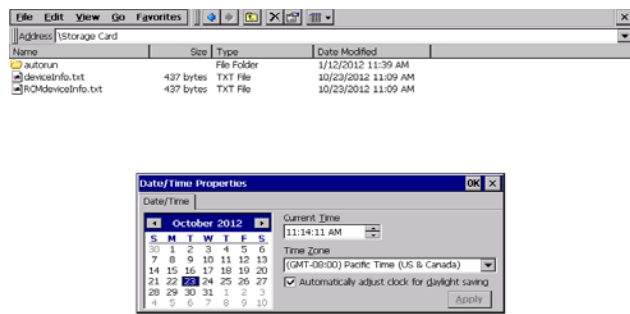 File Edit View Go Favorites
Address \Storage Card
Name Size Type Date Modified
autorun File Folder 1/12/2012 11:39 AM
deviceInfo.txt 437 bytes TXT File 10/23/2012 11:09 AM
RCMdeviceInfo.txt 437 bytes TXT File 10/23/2012 11:09 AM
Date/Time Properties OK
Date/Time
October 2012
S M T W T F S
30 1 2 3 4 5 6
7 8 9 10 11 12 13
14 15 16 17 18 19 20
21 22 23 24 25 26 27
28 29 30 31 1 2 3
4 5 6 7 8 9 10
Current Time
11:14:11 AM
Time Zone
(GMT-08:00) Pacific Time (US & Canada)
Automatically adjust clock for daylight saving
Apply